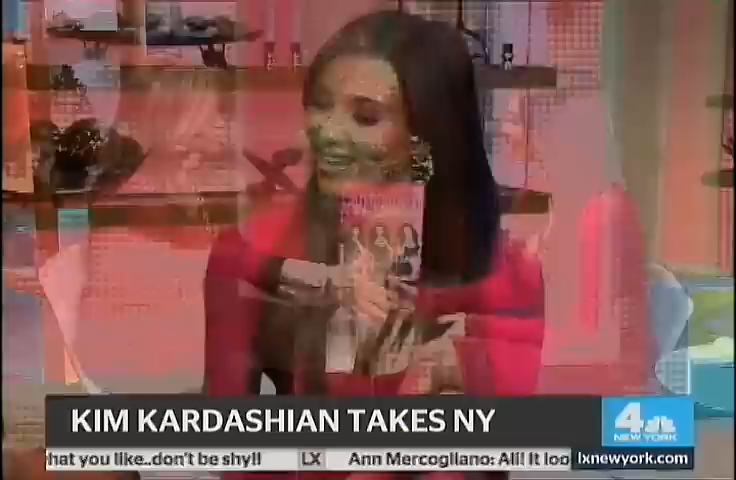 KIM KARDASHIAN TAKES NY
4
NEW YORK
hat you like..don't be shy!! LX Ann Mercogliano: Ali! It loo
lxnewyork.com